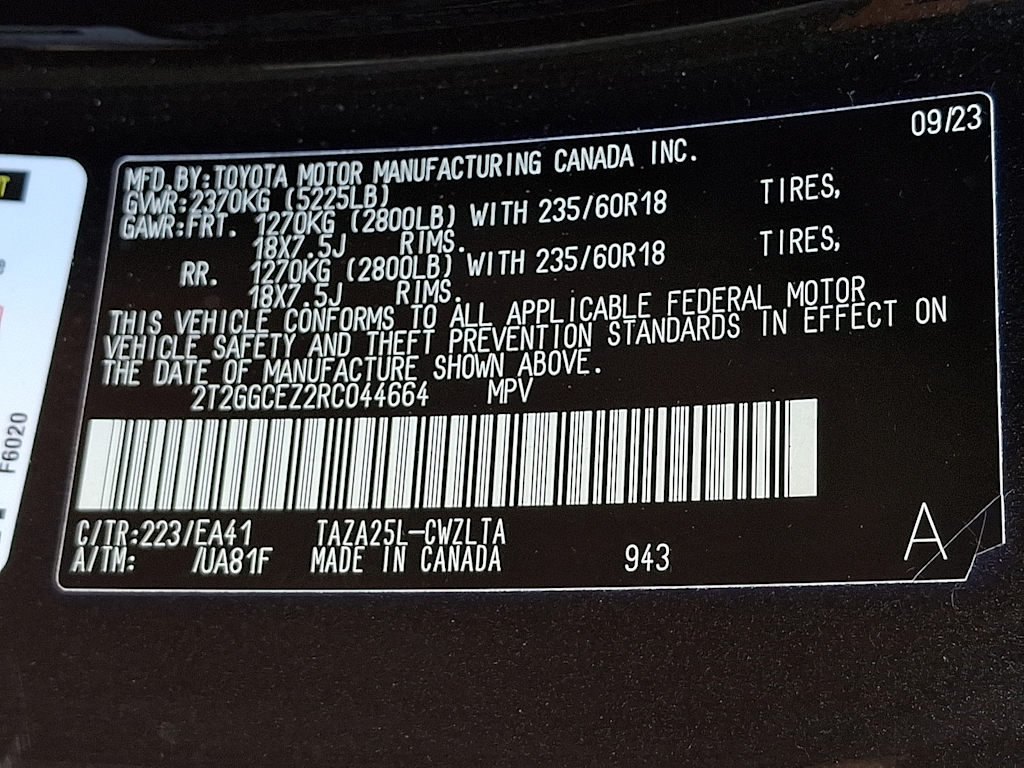 09/23
MFD.BY:TOYOTA MOTOR MANUFACTURING CANADA INC.
GVWR:2370KG (5225LB)
GAWR:FRT. 1270KG (2800LB) WITH 235/60R18 TIRES,
18X7.5J RIMS.
RR. 1270KG (2800LB) WITH 235/60R18 TIRES,
18X7.5J RIMS.
THIS VEHICLE CONFORMS TO ALL APPLICABLE FEDERAL MOTOR
VEHICLE SAFETY AND THEFT PREVENTION STANDARDS IN EFFECT ON
THE DATE OF MANUFACTURE SHOWN ABOVE.
2T2GGCEZ2RC044664 MPV
C/TR:223/EA41 TAZA25L-CWZLTA
A/TM: /UA81F MADE IN CANADA 943
A
F6020